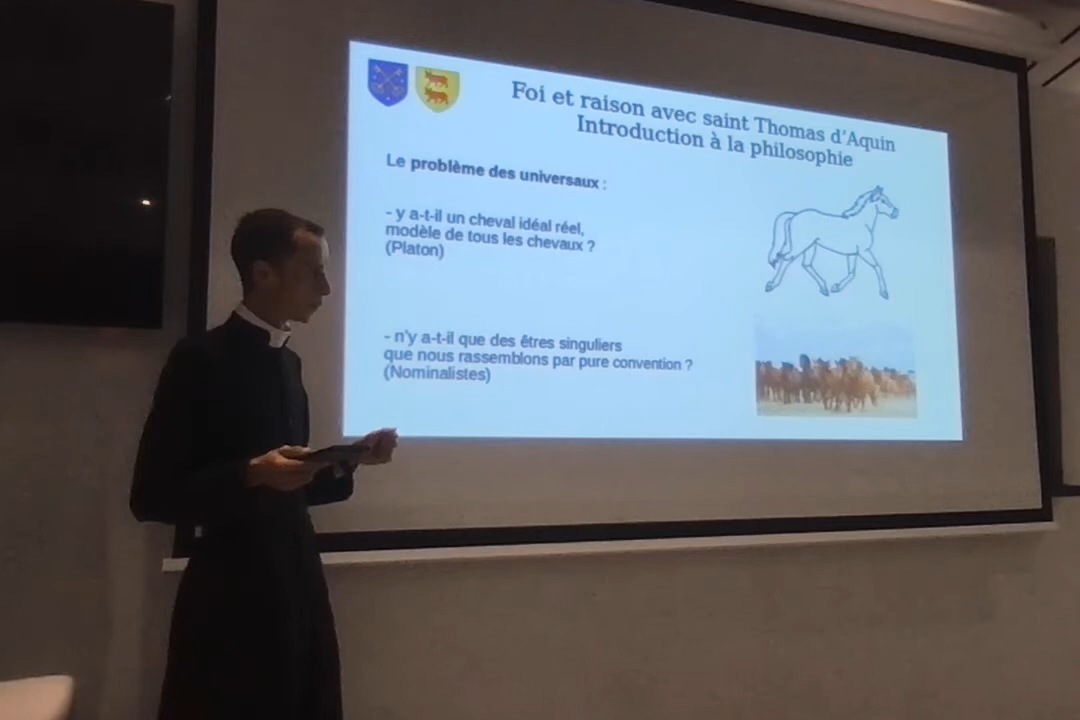 Foi et raison avec saint Thomas d'Aquin
Introduction à la philosophie
Le problème des universaux :
- y a-t-il un cheval idéal réel,
modèle de tous les chevaux ?
(Platon)
- n'y a-t-il que des êtres singuliers
que nous rassemblons par pure convention ?
(Nominalistes)